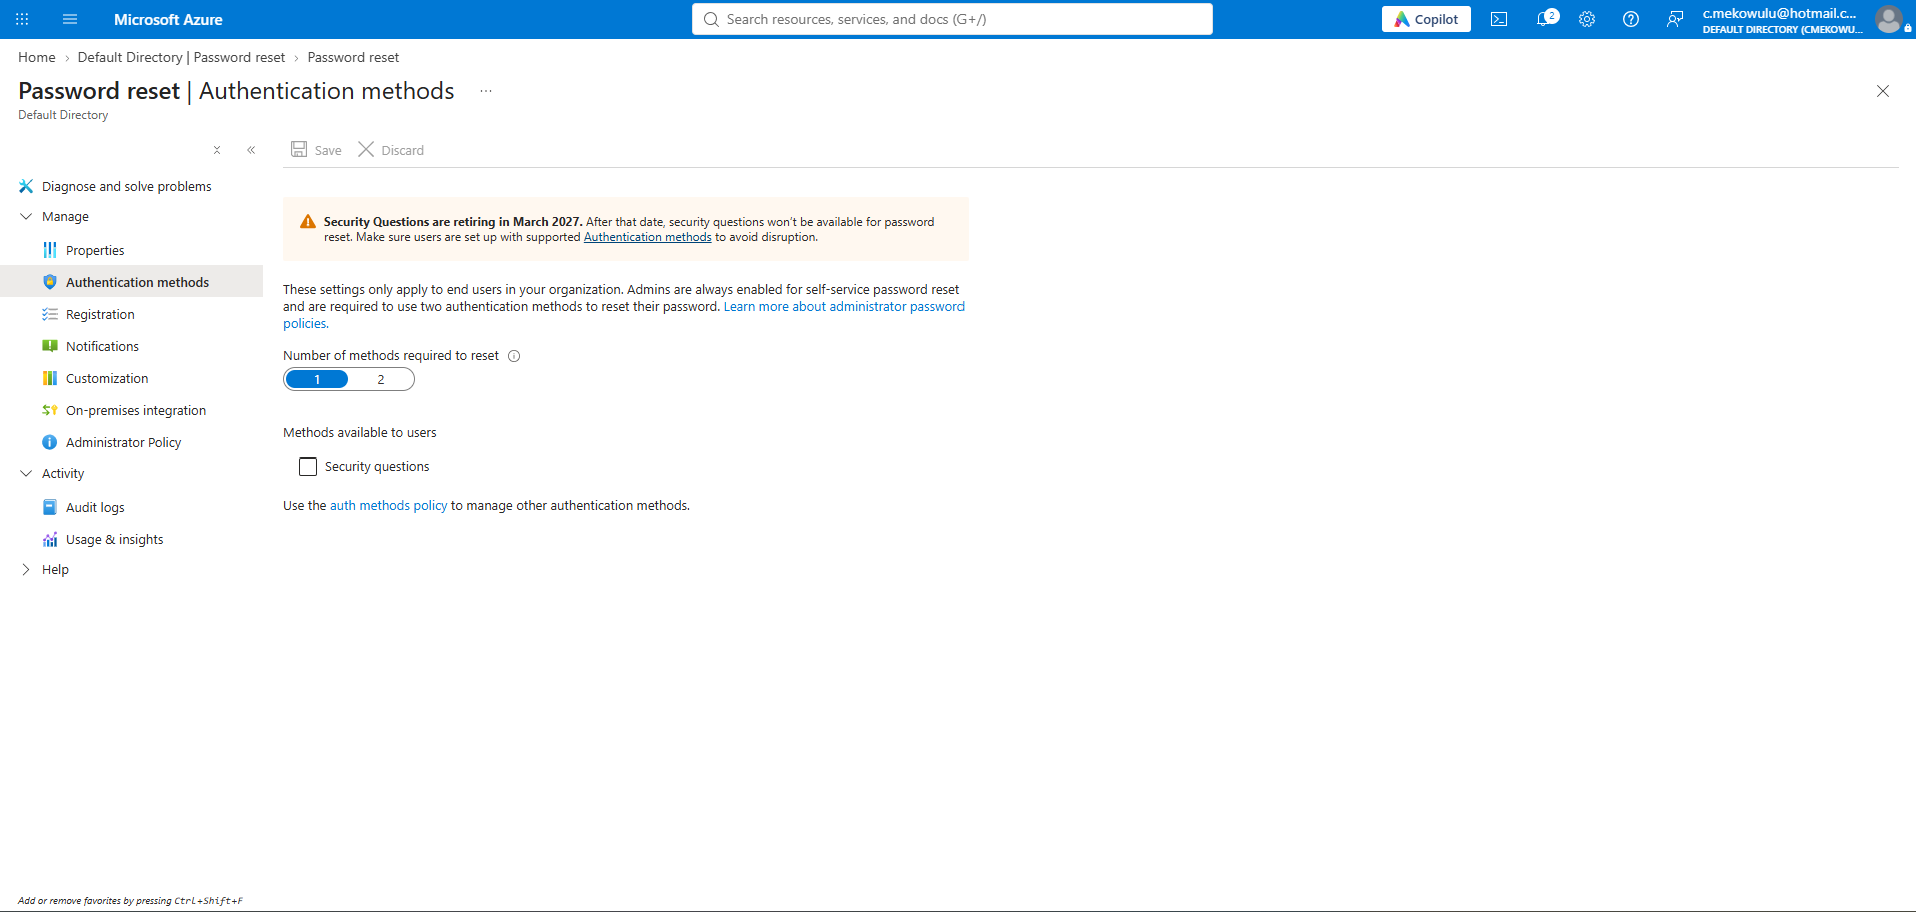 Microsoft Azure
Search resources, services, and docs (G+/)
Copilot
2
c.mekowulu@hotmail.c...
DEFAULT DIRECTORY (CMEKOWU...
Home › Default Directory | Password reset › Password reset
Password reset | Authentication methods ...
Default Directory
Save
Discard
Diagnose and solve problems
Manage
Properties
Authentication methods
Registration
Notifications
Customization
On-premises integration
Administrator Policy
Activity
Audit logs
Usage & insights
Help
Security Questions are retiring in March 2027. After that date, security questions won't be available for password
reset. Make sure users are set up with supported Authentication methods to avoid disruption.
These settings only apply to end users in your organization. Admins are always enabled for self-service password reset
and are required to use two authentication methods to reset their password. Learn more about administrator password
policies.
Number of methods required to reset
1
2
Methods available to users
Security questions
Use the auth methods policy to manage other authentication methods.
Add or remove favorites by pressing Ctrl+Shift+F